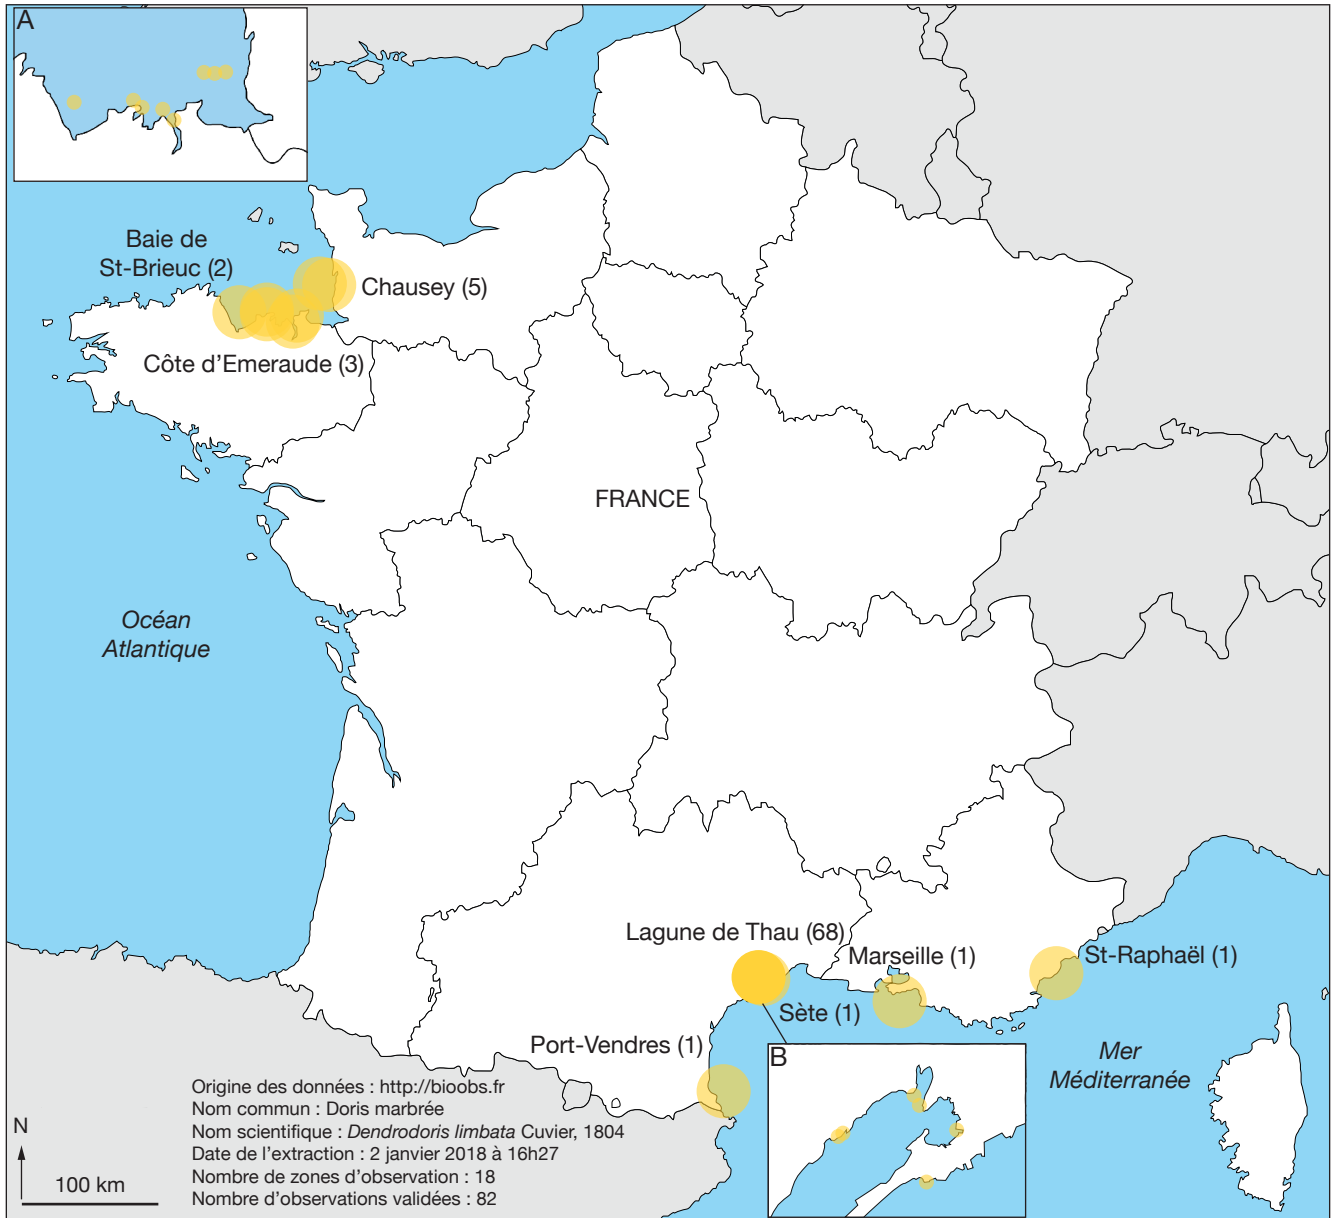 A
Baie de
St-Brieuc (2)
Chausey (5)
Côte d’Emeraude (3)
FRANCE
Océan
Atlantique
Lagune de Thau (68)
Marseille (1)
St-Raphaël (1)
Sète (1)
Port-Vendres (1)
B
Mer
Méditerranée
Origine des données : http://bioobs.fr
Nom commun : Doris marbrée
Nom scientifique : Dendrodoris limbata Cuvier, 1804
Date de l’extraction : 2 janvier 2018 à 16h27
Nombre de zones d’observation : 18
Nombre d’observations validées : 82
N
100 km